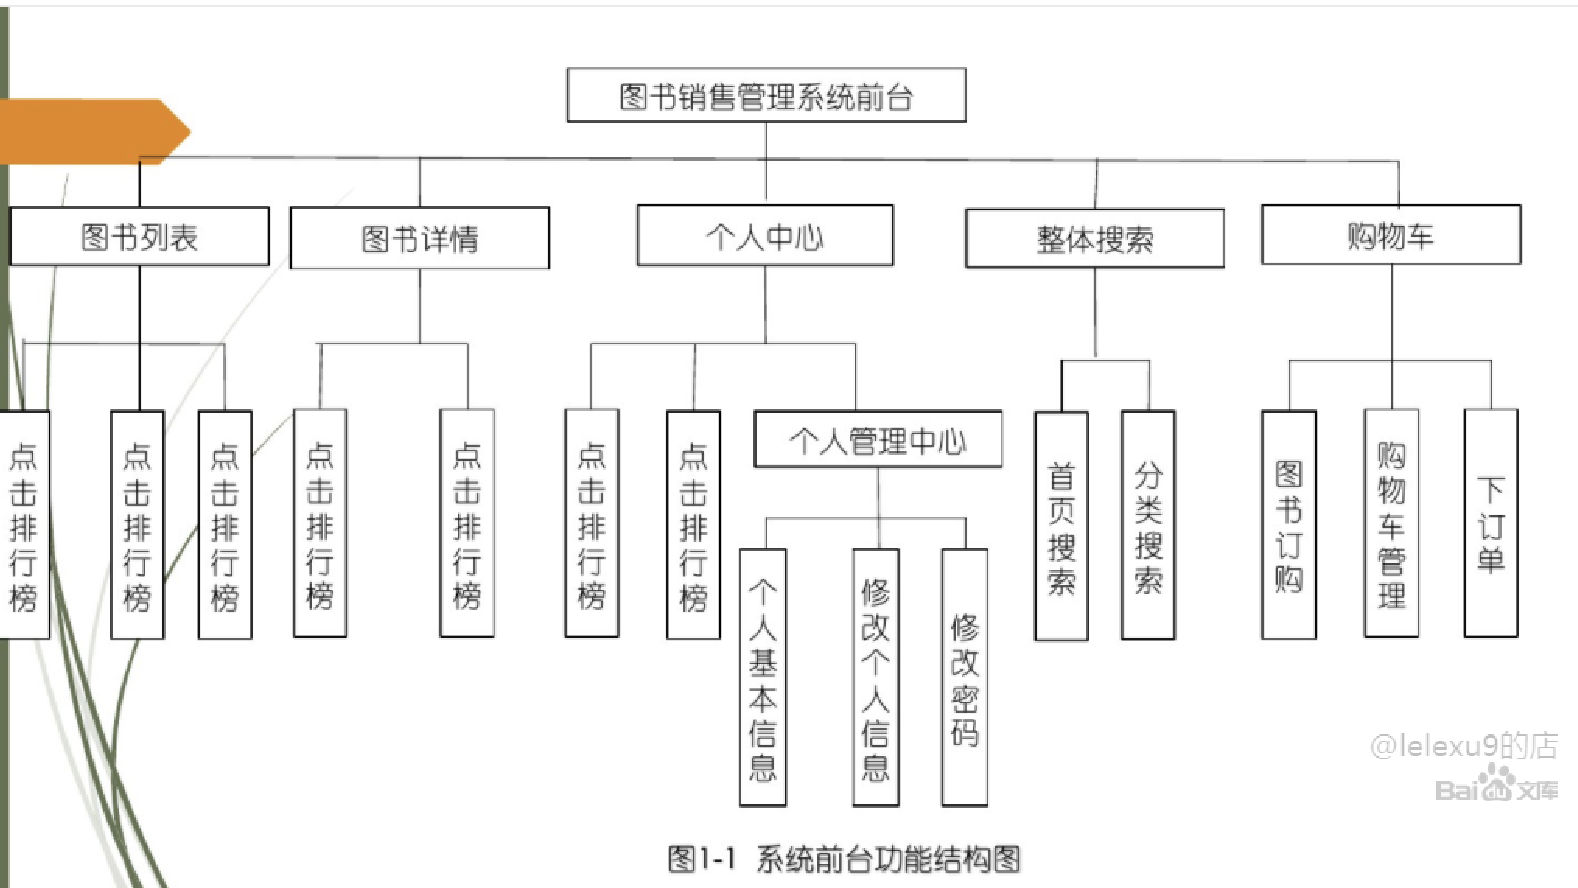 图书销售管理系统前台
图书列表
图书详情
个人中心
整体搜索
购物车
点击排行榜
点击排行榜
点击排行榜
点击排行榜
点击排行榜
点击排行榜
点击排行榜
个人管理中心
首页搜索
分类搜索
图书订购
购物车管理
下订单
个人基本信息
修改个人信息
修改密码
@lelexu9的店
Bai du 文库
图1-1 系统前台功能结构图